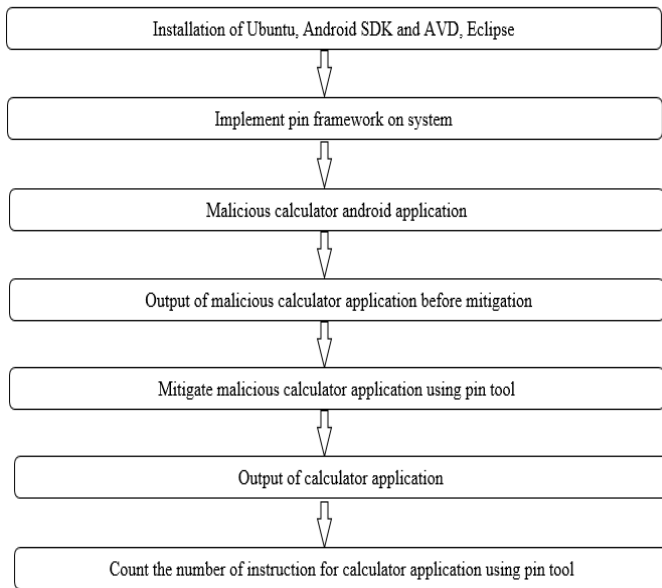 Installation of Ubuntu, Android SDK and AVD, Eclipse
Implement pin framework on system
Malicious calculator android application
Output of malicious calculator application before mitigation
Mitigate malicious calculator application using pin tool
Output of calculator application
Count the number of instruction for calculator application using pin tool